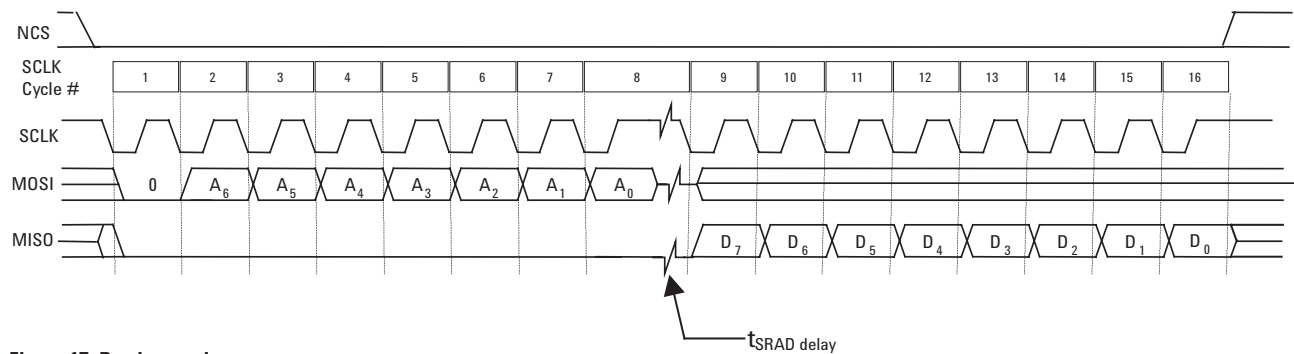 NCS
SCLK
Cycle #
1 2 3 4 5 6 7 8 9 10 11 12 13 14 15 16
SCLK
MOSI 0 A6 A5 A4 A3 A2 A1 A0
MISO D7 D6 D5 D4 D3 D2 D1 D0
tSRAD delay